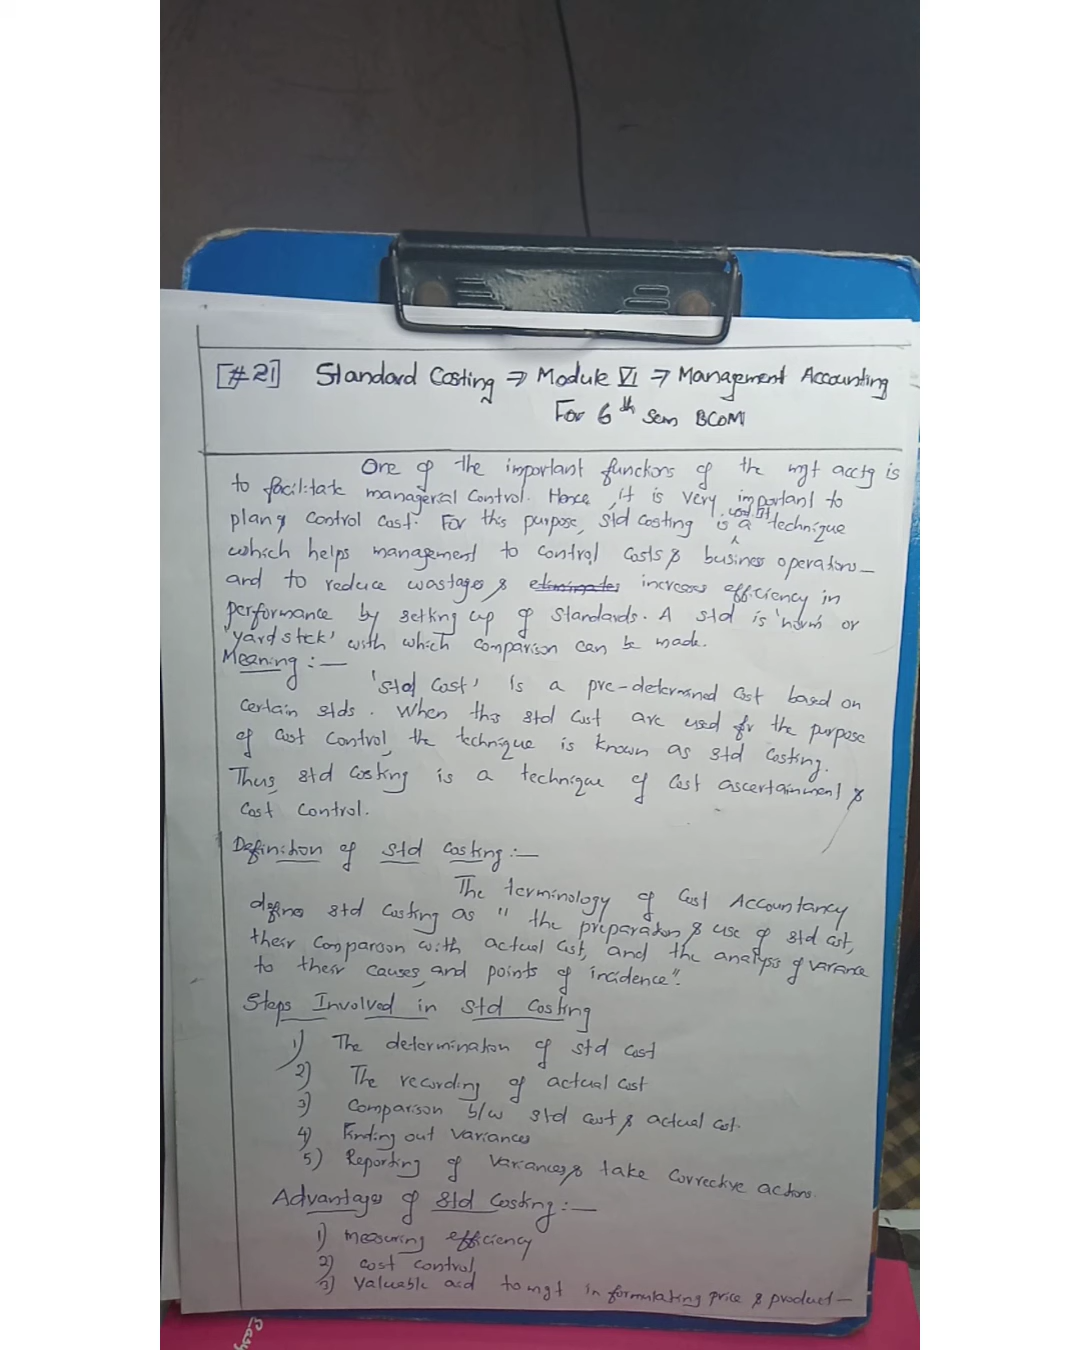 [#21] Standard Costing ⇒ Module VI → Management Accounting
For 6th Sem BCOM
One of the important functions of the mgt acctg is
to facilitate managerial Control. Hence, it is very important to
plan & Control Cost. For this purpose, Std Costing is a useful technique
which helps management to control costs & business operations
and to reduce wastages & eliminates increases efficiency in
performance by setting up of Standards. A std is 'norm' or
"yard stick' with which comparison can be made.
Meaning :—
'Std Cost' is a pre-determined Cost based on
certain stds. When this std Cost are used for the purpose
of Cost Control, the technique is known as std Costing.
Thus, std costing is a technique of Cost ascertainment &
Cost Control.
Definition of Std Costing :—
The terminology of Cost Accountancy
defines std Costing as " the preparation & use of std cost,
their Comparison with actual Cost, and the analysis of variance
to their causes, and points of incidence".
Steps Involved in Std Costing
1) The determination of std cost
2) The recording of actual Cost
3) Comparison b/w std cost & actual cost.
4) Finding out Variances
5) Reporting of Variances & take Corrective actions.
Advantages of Std Costing :—
1) measuring efficiency
2) cost control
3) Valuable aid to mgt in formulating price & product —